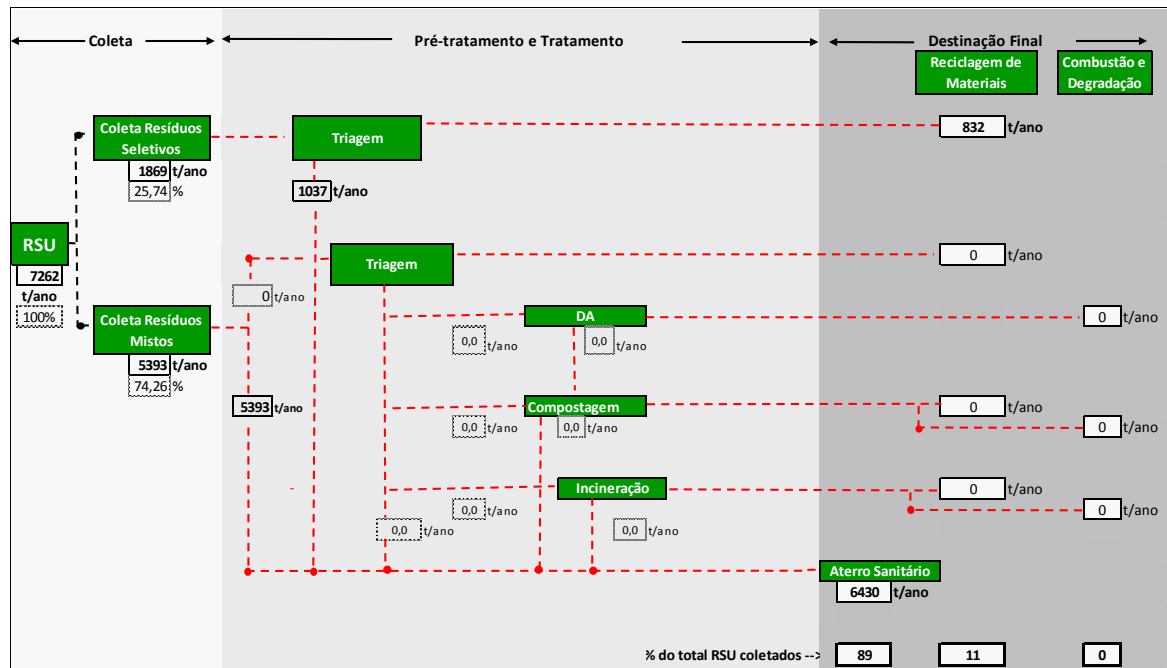 Coleta
Pré-tratamento e Tratamento
Destinação Final
Reciclagem de
Materiais
Combustão e
Degradação
Coleta Resíduos
Seletivos
1869 t/ano
25,74 %
Triagem
832
t/ano
1037 t/ano
RSU
7262
t/ano
100%
Triagem
0
t/ano
0 t/ano
Coleta Resíduos
Mistos
5393 t/ano
74,26 %
DA
0,0 t/ano
0,0
0 t/ano
5393 t/ano
Compostagem
0,0 t/ano
0,0 t/ano
0 t/ano
0 t/ano
Incineração
0,0 t/ano
0,0 t/ano
0,0 t/ano
0 t/ano
0 t/ano
Aterro Sanitário
6430 t/ano
% do total RSU coletados -->
89
11
0